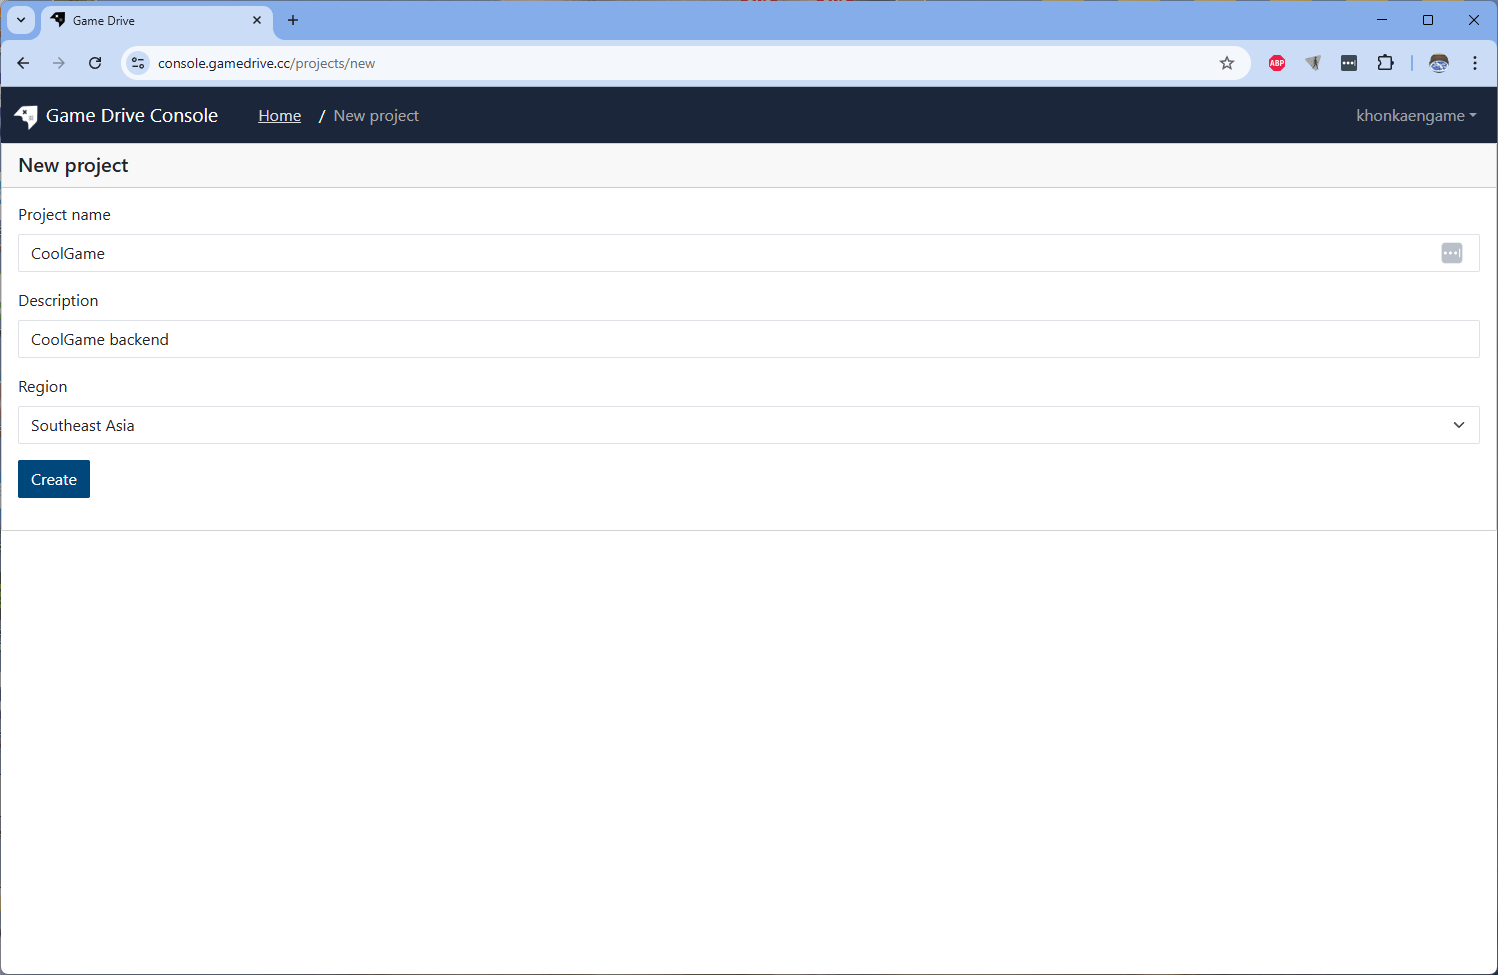 Game Drive
console.gamedrive.cc/projects/new
ABP
Game Drive Console Home / New project khonkaengame
New project
Project name
CoolGame
Description
CoolGame backend
Region
Southeast Asia
Create